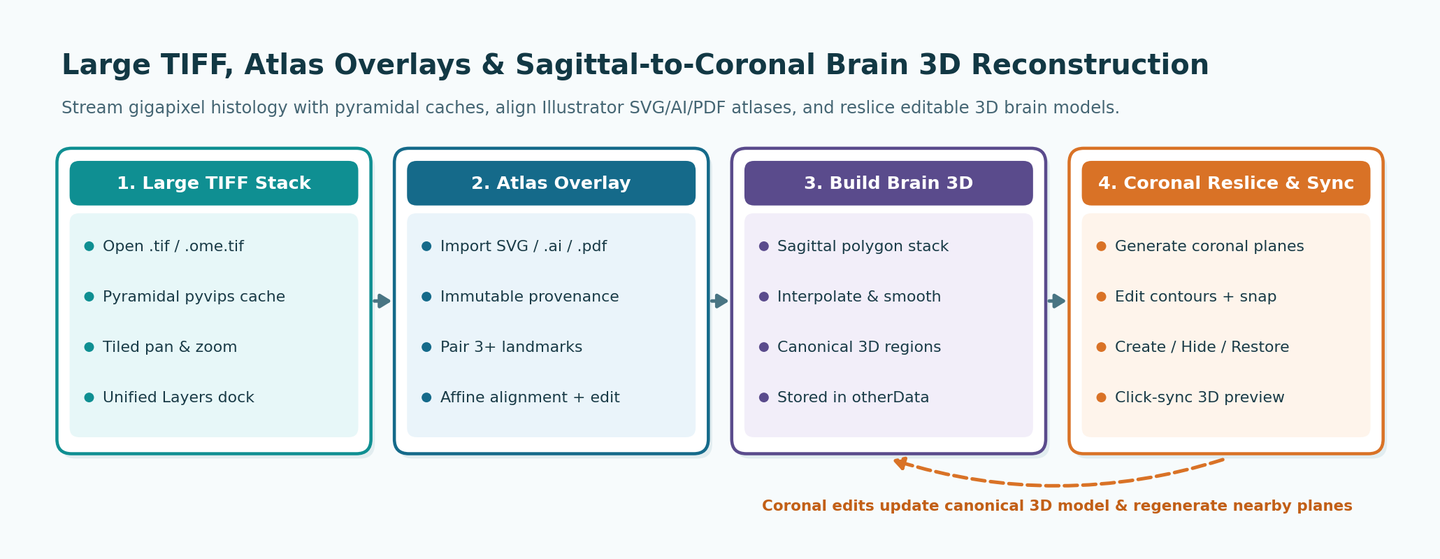 Large TIFF, Atlas Overlays & Sagittal-to-Coronal Brain 3D Reconstruction
Stream gigapixel histology with pyramidal caches, align Illustrator SVG/AI/PDF atlases, and reslice editable 3D brain models.
1. Large TIFF Stack
Open .tif / .ome.tif
Pyramidal pyvips cache
Tiled pan & zoom
Unified Layers dock
2. Atlas Overlay
Import SVG / .ai / .pdf
Immutable provenance
Pair 3+ landmarks
Affine alignment + edit
3. Build Brain 3D
Sagittal polygon stack
Interpolate & smooth
Canonical 3D regions
Stored in otherData
4. Coronal Reslice & Sync
Generate coronal planes
Edit contours + snap
Create / Hide / Restore
Click-sync 3D preview
Coronal edits update canonical 3D model & regenerate nearby planes